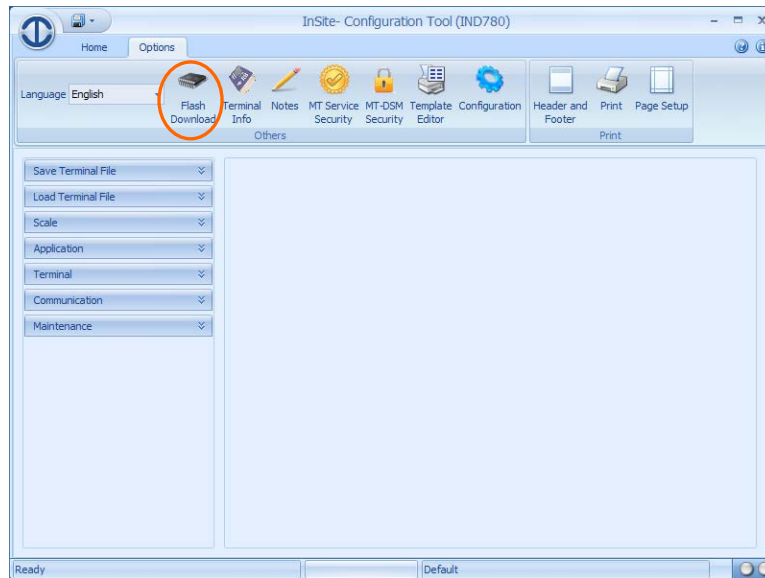 InSite- Configuration Tool (IND780)
Home Options
Language English
Flash Download
Terminal Info
Notes
MT Service Security
MT-DSM Security
Template Editor
Configuration
Header and Footer
Print
Page Setup
Others
Print
Save Terminal File
Load Terminal File
Scale
Application
Terminal
Communication
Maintenance
Ready
Default